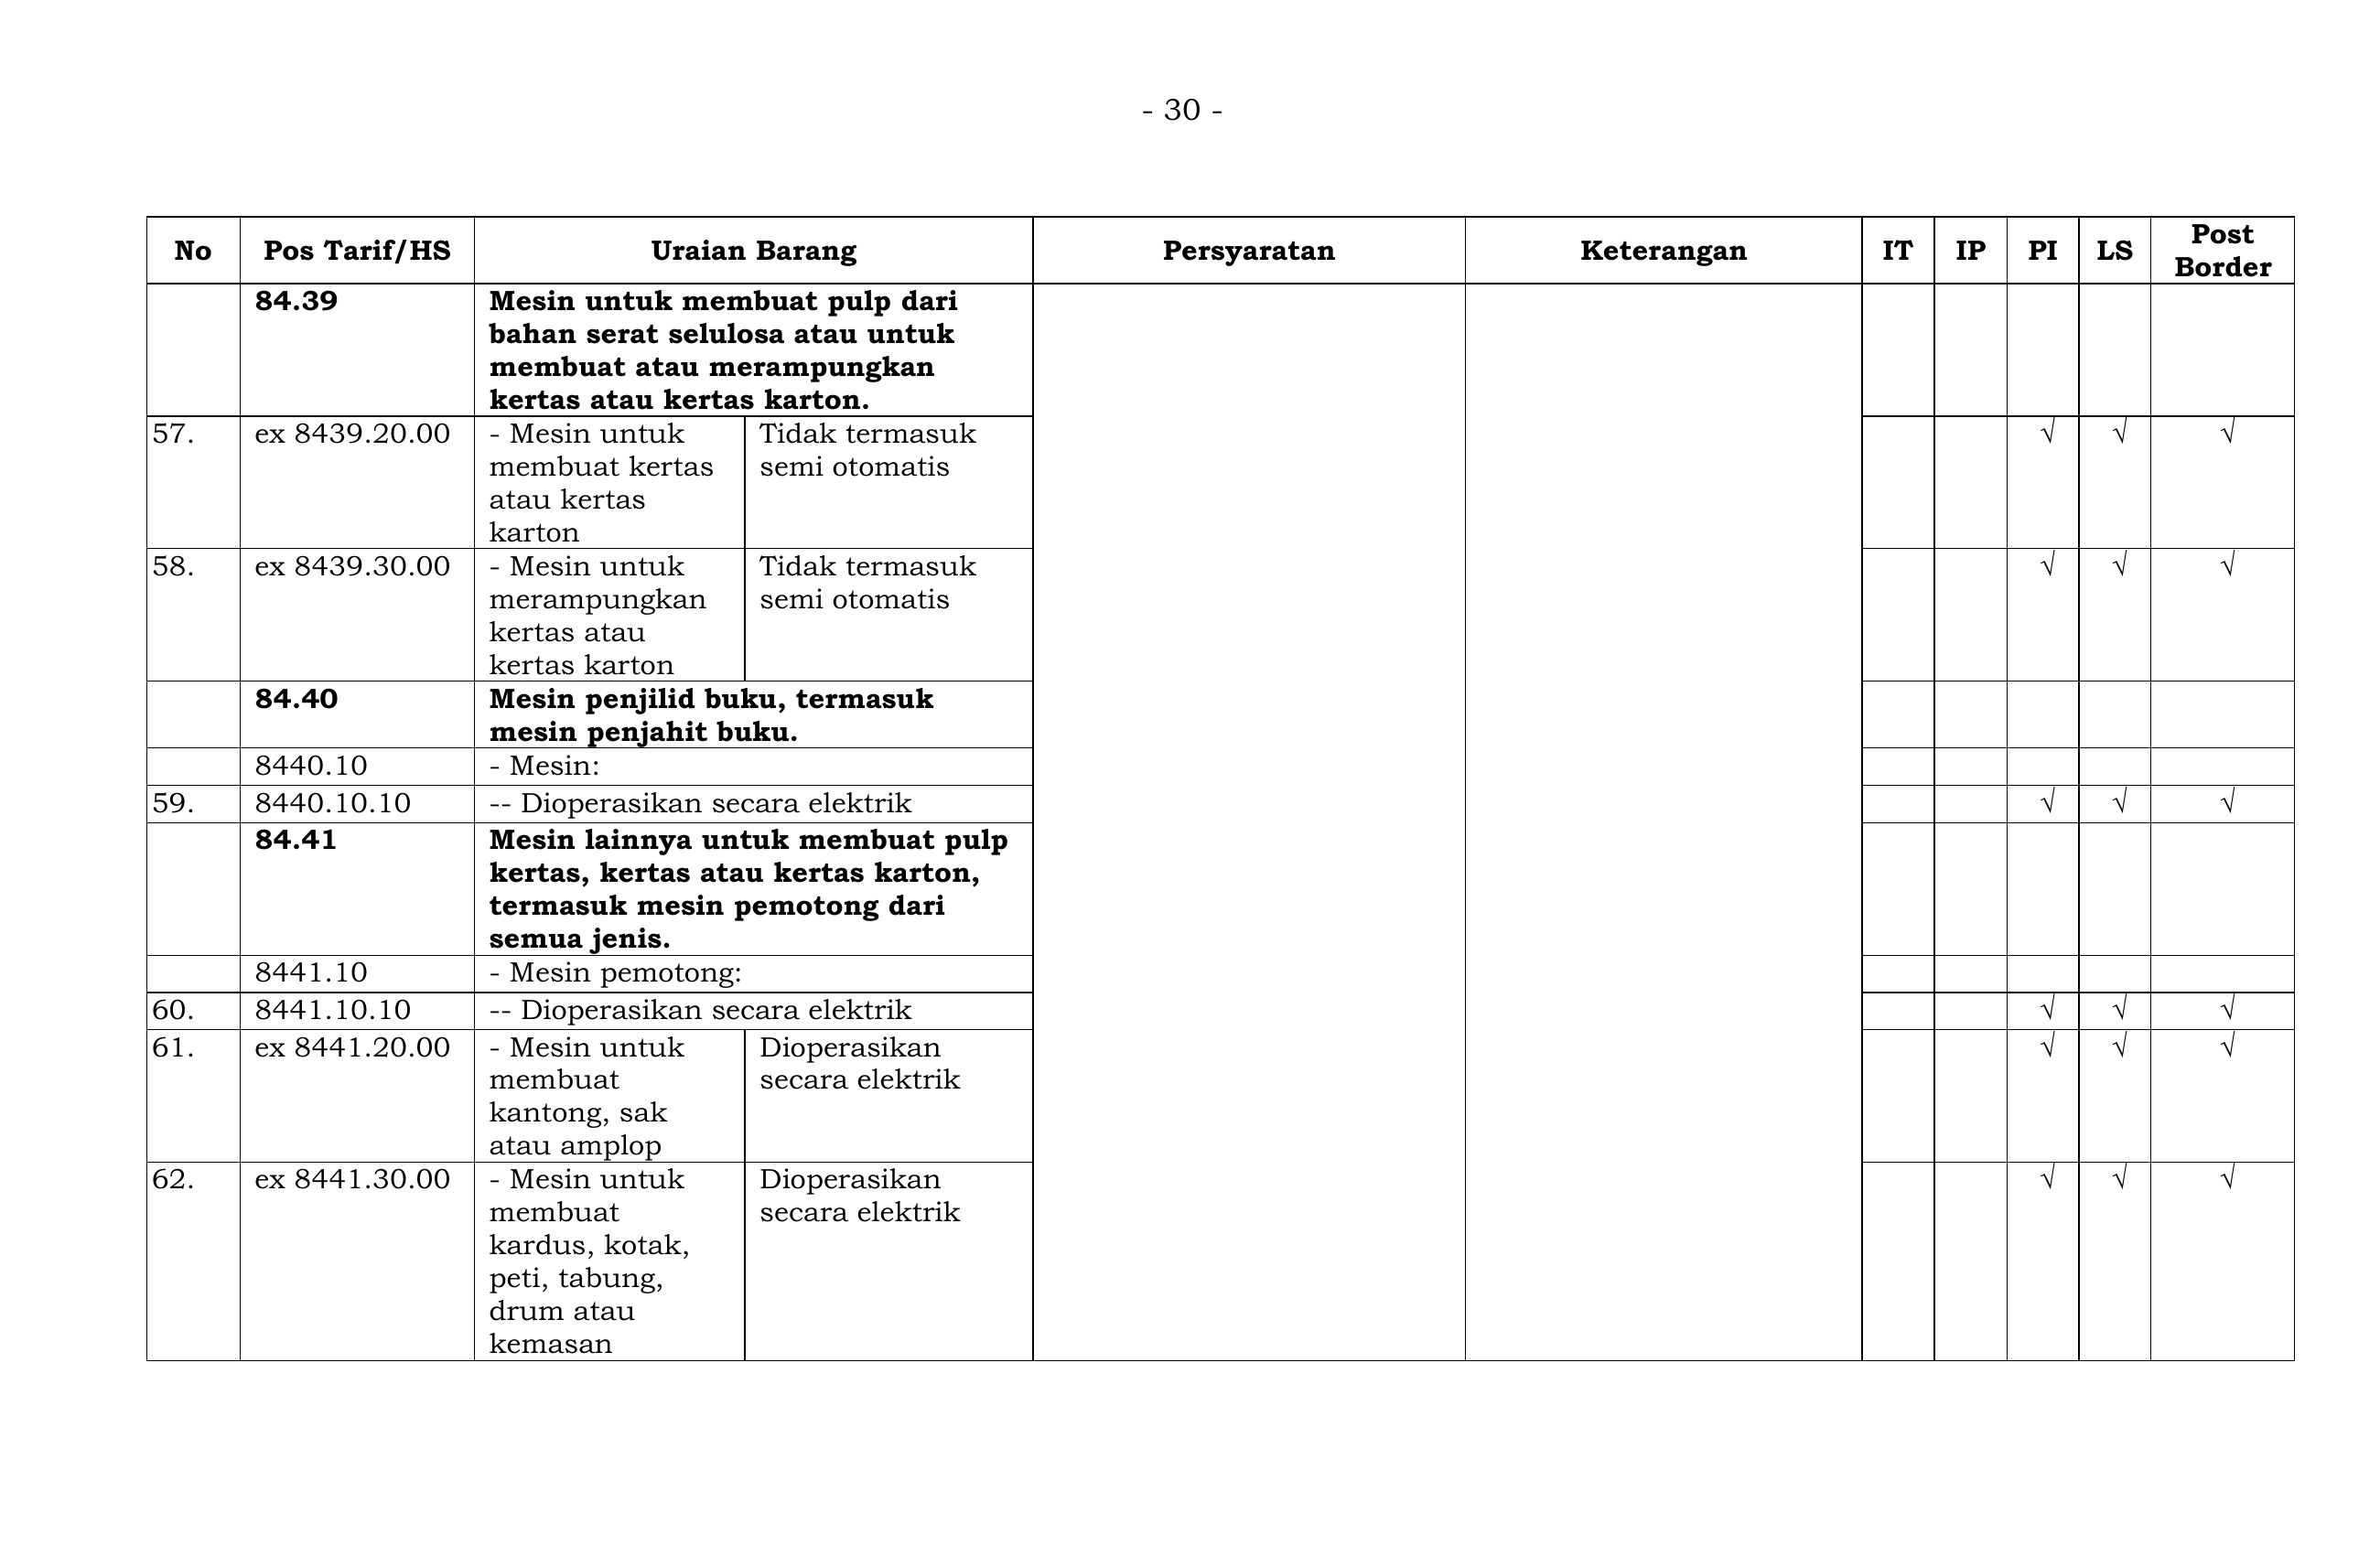 - 30 -
No Pos Tarif/HS Uraian Barang Persyaratan Keterangan IT IP PI LS Post Border
84.39 Mesin untuk membuat pulp dari
bahan serat selulosa atau untuk
membuat atau merampungkan
kertas atau kertas karton.
57. ex 8439.20.00 - Mesin untuk Tidak termasuk √ √ √
membuat kertas semi otomatis
atau kertas
karton
58. ex 8439.30.00 - Mesin untuk Tidak termasuk √ √ √
merampungkan semi otomatis
kertas atau
kertas karton
84.40 Mesin penjilid buku, termasuk
mesin penjahit buku.
8440.10 - Mesin:
59. 8440.10.10 -- Dioperasikan secara elektrik √ √ √
84.41 Mesin lainnya untuk membuat pulp
kertas, kertas atau kertas karton,
termasuk mesin pemotong dari
semua jenis.
8441.10 - Mesin pemotong:
60. 8441.10.10 -- Dioperasikan secara elektrik √ √ √
61. ex 8441.20.00 - Mesin untuk Dioperasikan √ √ √
membuat secara elektrik
kantong, sak
atau amplop
62. ex 8441.30.00 - Mesin untuk Dioperasikan √ √ √
membuat secara elektrik
kardus, kotak,
peti, tabung,
drum atau
kemasan